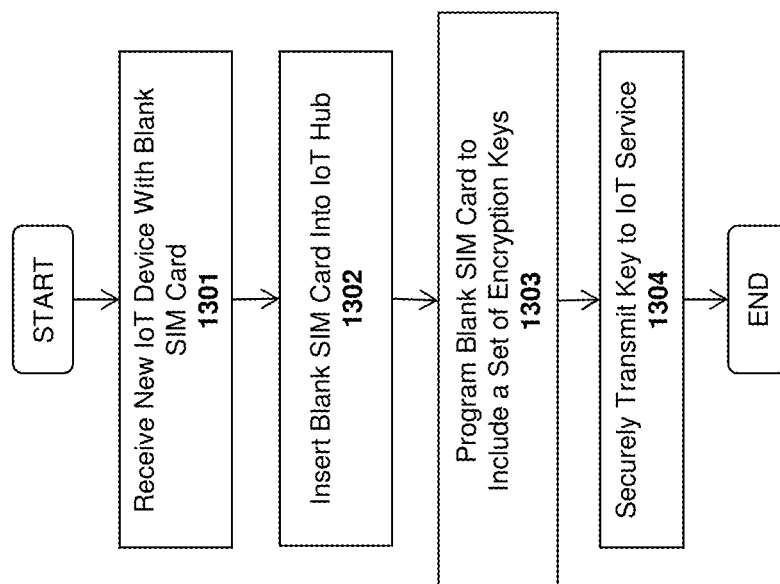 START
Receive New IoT Device With Blank
SIM Card
1301
Insert Blank SIM Card Into IoT Hub
1302
Program Blank SIM Card to
Include a Set of Encryption Keys
1303
Securely Transmit Key to IoT Service
1304
END